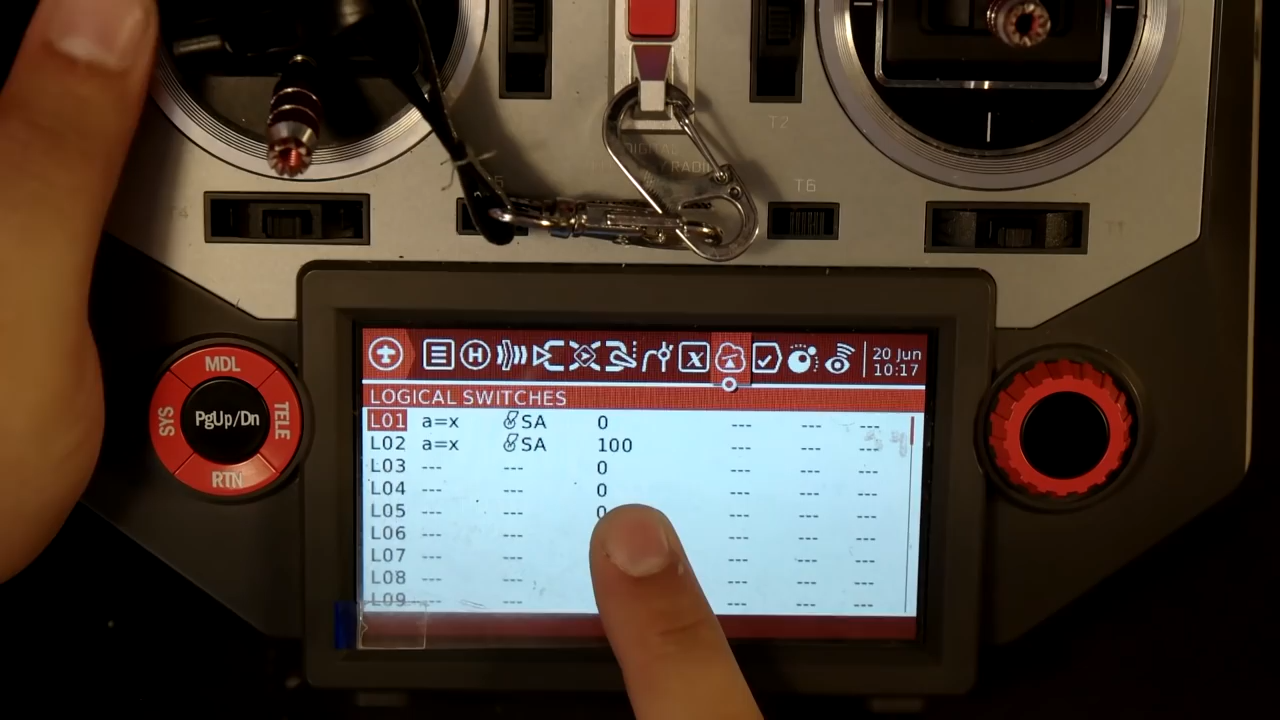 T2
DIGITAL
T6
MDL
SYS
PgUp/Dn
TELE
RTN
H
x
20 Jun
10:17
LOGICAL SWITCHES
L01 a=x SA 0 --- --- ---
L02 a=x SA 100 --- --- ---
L03 --- --- 0 --- --- ---
L04 --- --- 0 --- --- ---
L05 --- --- 0 --- --- ---
L06 --- --- --- --- ---
L07 --- --- --- --- ---
L08 --- --- --- --- ---
L09 --- --- --- --- ---